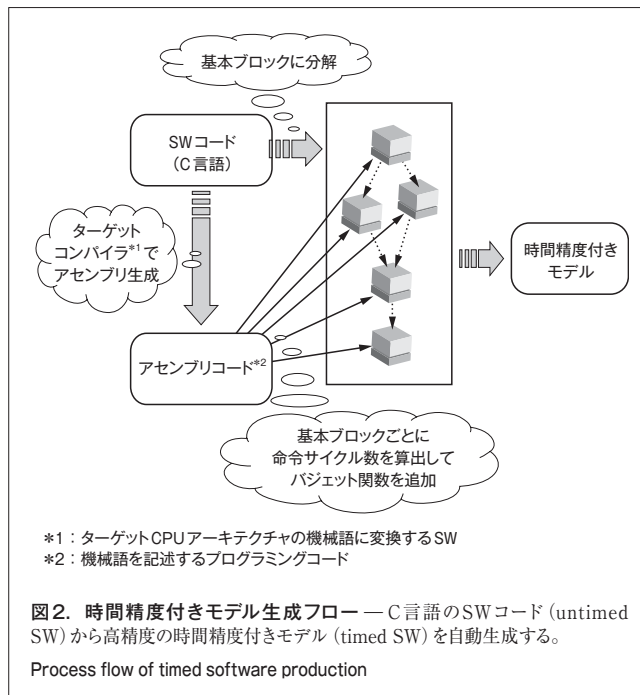 基本ブロックに分解
SWコード
（C言語）
ターゲット
コンパイラ*1で
アセンブリ生成
時間精度付き
モデル
アセンブリコード*2
基本ブロックごとに
命令サイクル数を算出して
バジェット関数を追加
*1：ターゲットCPUアーキテクチャの機械語に変換するSW
*2：機械語を記述するプログラミングコード
図2．時間精度付きモデル生成フロー — C言語のSWコード（untimed
SW）から高精度の時間精度付きモデル（timed SW）を自動生成する。
Process flow of timed software production